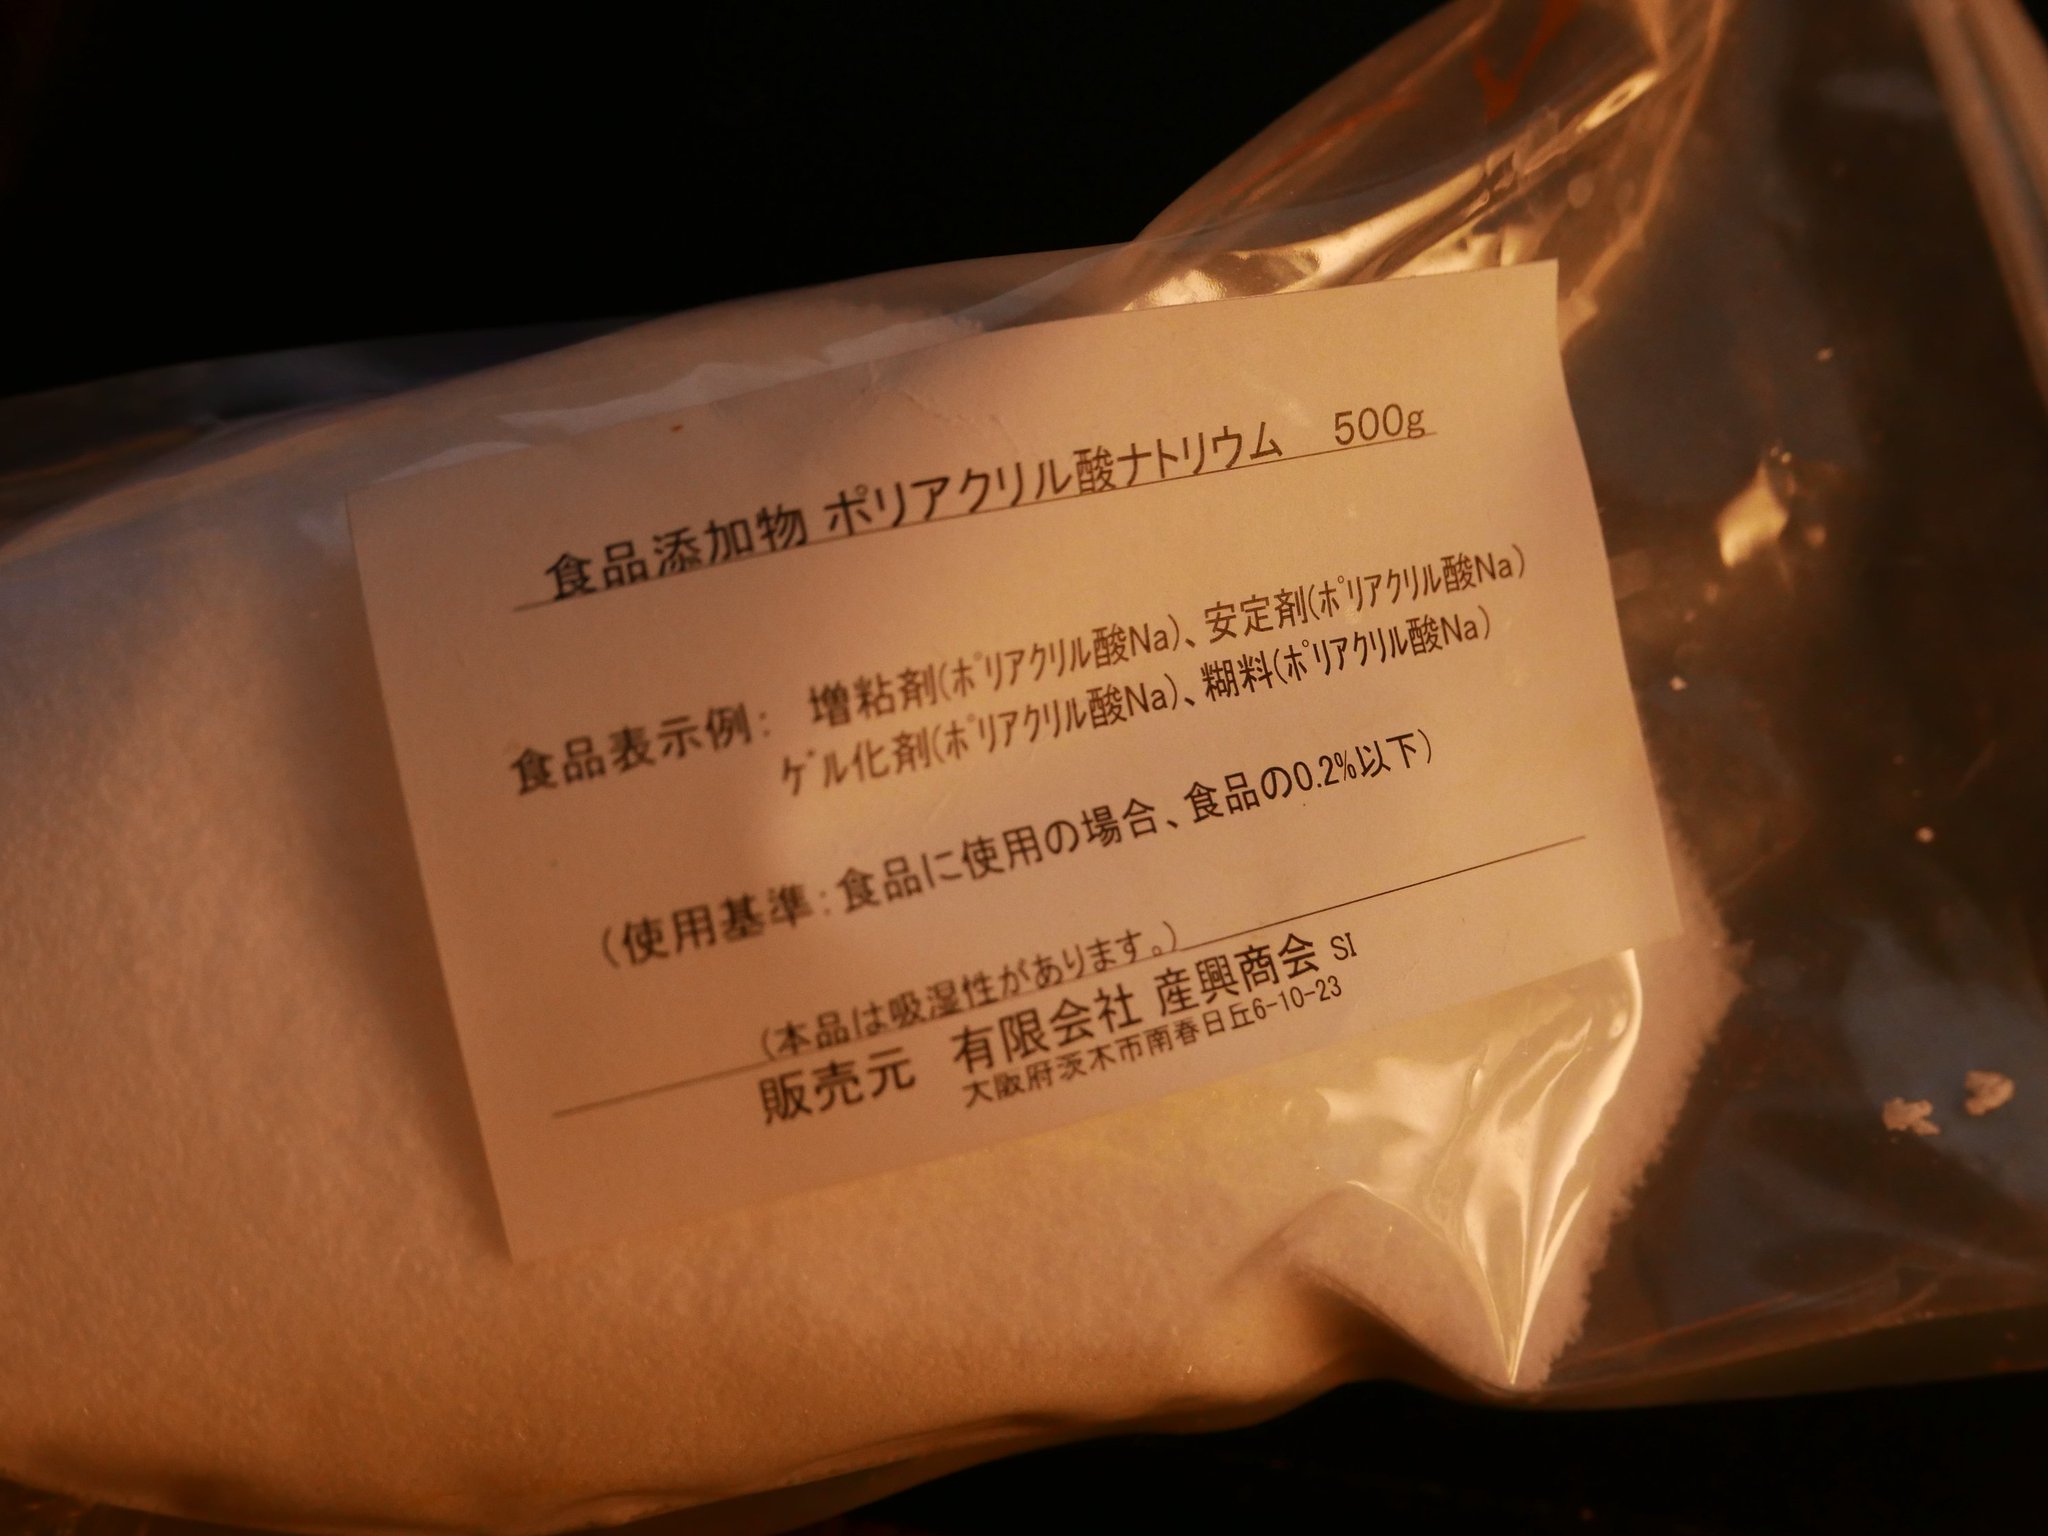 食品添加物 ポリアクリル酸ナトリウム　500g
食品表示例：　増粘剤(ﾎﾟﾘｱｸﾘﾙ酸Na)、安定剤(ﾎﾟﾘｱｸﾘﾙ酸Na)
ｹﾞﾙ化剤(ﾎﾟﾘｱｸﾘﾙ酸Na)、糊料(ﾎﾟﾘｱｸﾘﾙ酸Na)
(使用基準：食品に使用の場合、食品の0.2%以下)
(本品は吸湿性があります。)
販売元　有限会社 産興商会 SI
大阪府茨木市南春日丘6-10-23